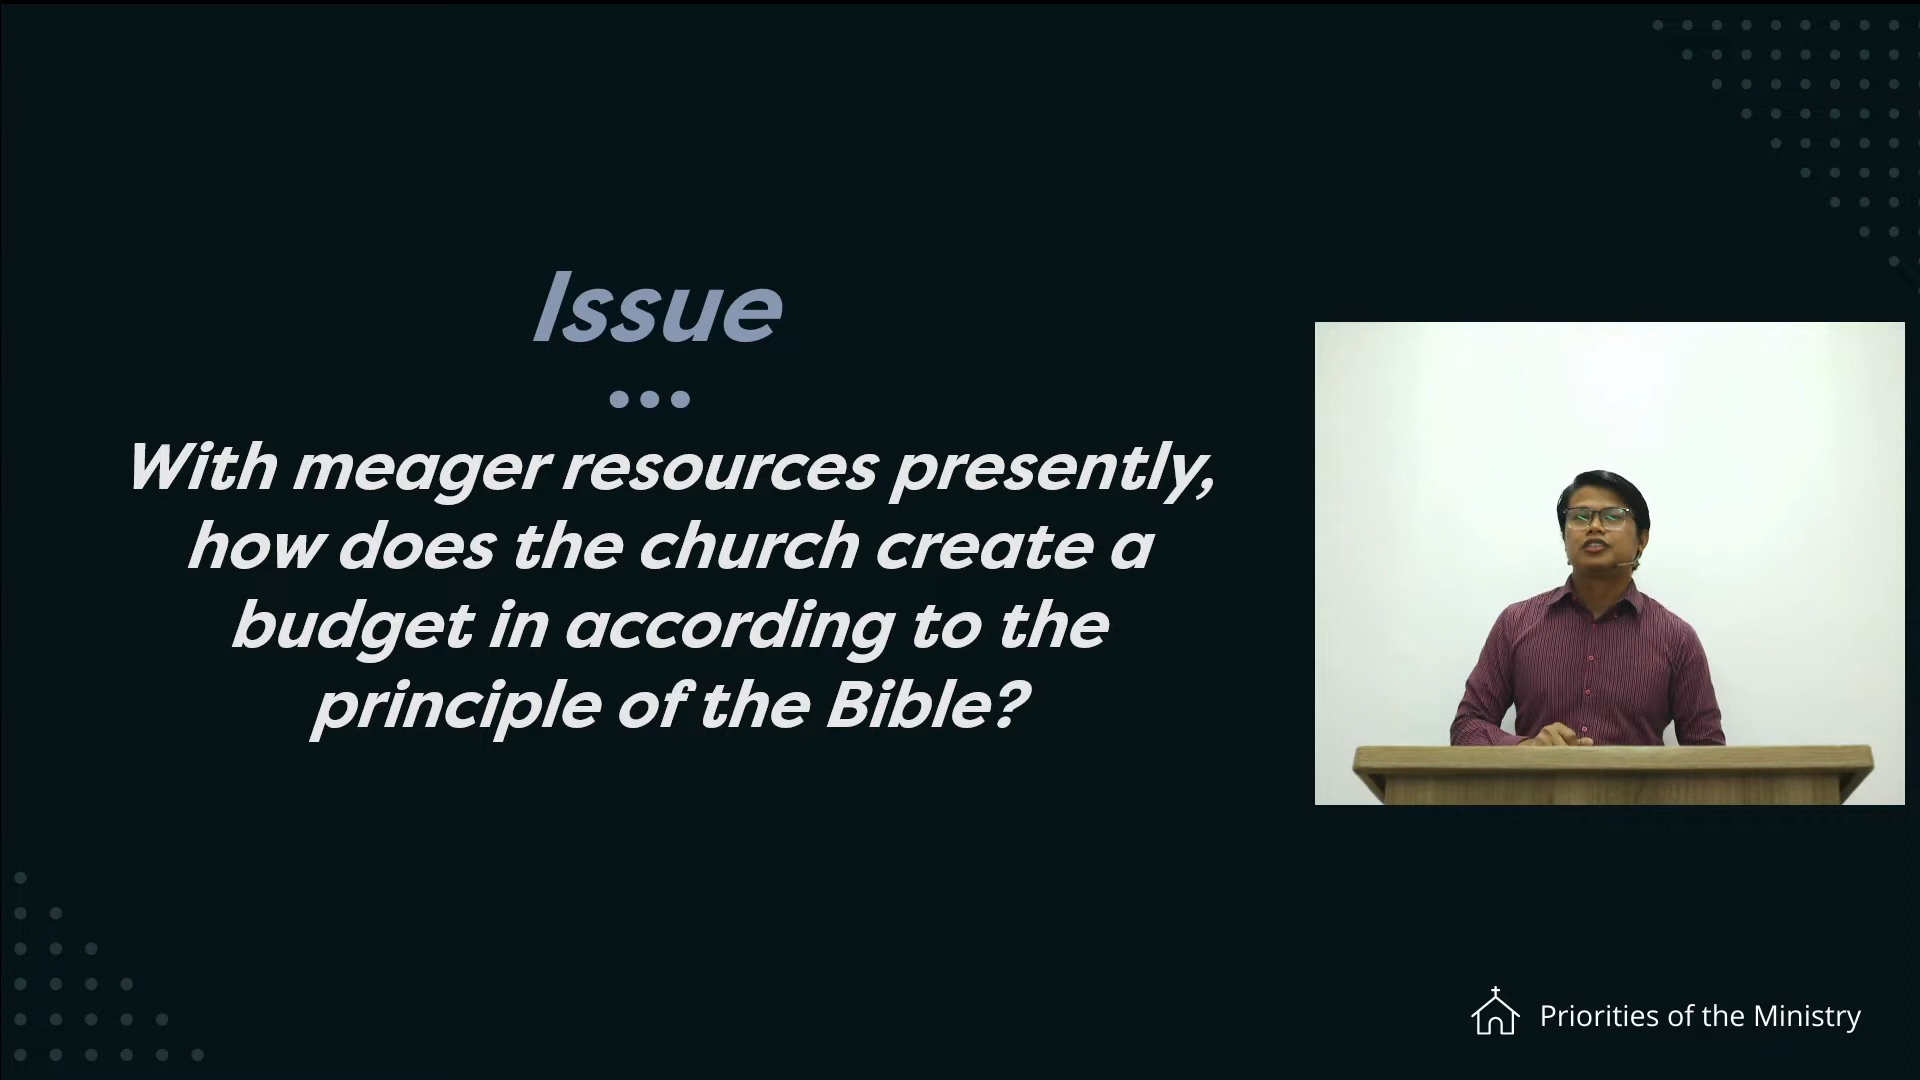 Issue
With meager resources presently,
how does the church create a
budget in according to the
principle of the Bible?
Priorities of the Ministry